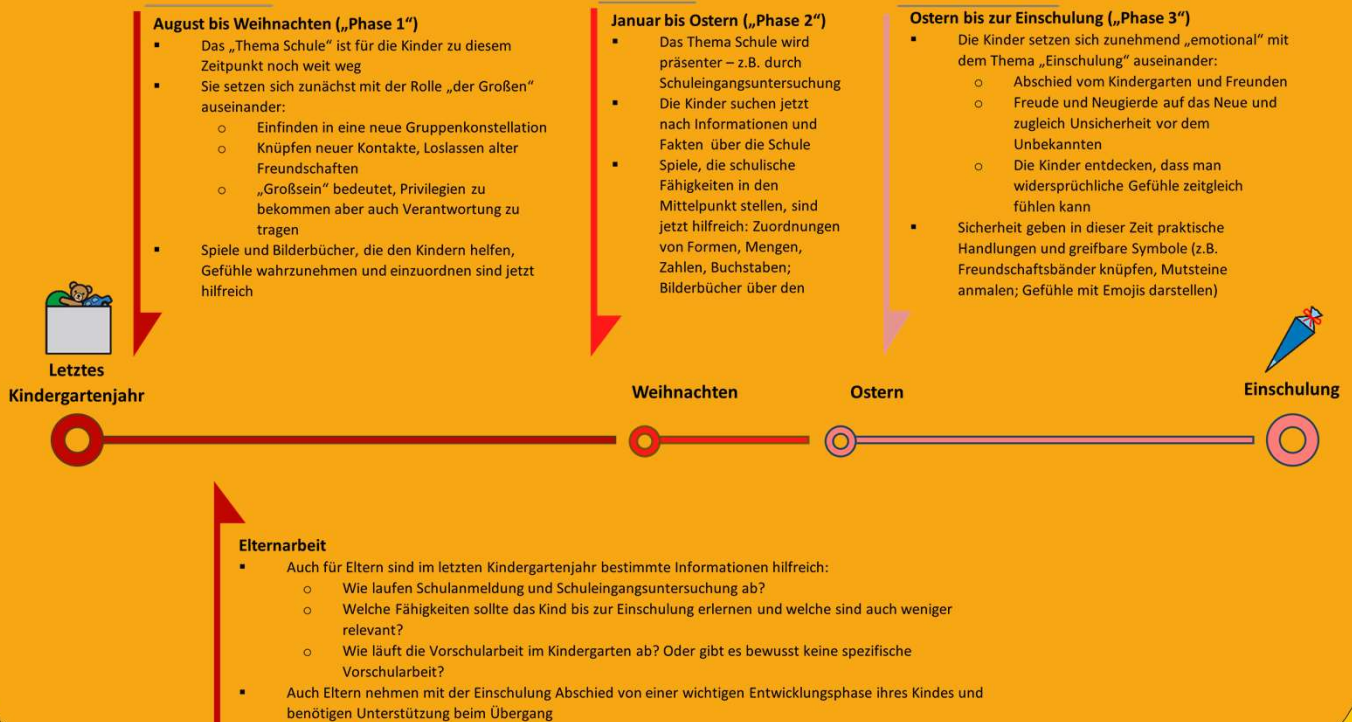 August bis Weihnachten („Phase 1“)
▪ Das „Thema Schule“ ist für die Kinder zu diesem
Zeitpunkt noch weit weg
▪ Sie setzen sich zunächst mit der Rolle „der Großen“
auseinander:
o Einfinden in eine neue Gruppenkonstellation
o Knüpfen neuer Kontakte, Loslassen alter
Freundschaften
o „Großsein“ bedeutet, Privilegien zu
bekommen aber auch Verantwortung zu
tragen
▪ Spiele und Bilderbücher, die den Kindern helfen,
Gefühle wahrzunehmen und einzuordnen sind jetzt
hilfreich
Januar bis Ostern („Phase 2“)
▪ Das Thema Schule wird
präsenter – z.B. durch
Schuleingangsuntersuchung
▪ Die Kinder suchen jetzt
nach Informationen und
Fakten über die Schule
▪ Spiele, die schulische
Fähigkeiten in den
Mittelpunkt stellen, sind
jetzt hilfreich: Zuordnungen
von Formen, Mengen,
Zahlen, Buchstaben;
Bilderbücher über den
Ostern bis zur Einschulung („Phase 3“)
▪ Die Kinder setzen sich zunehmend „emotional“ mit
dem Thema „Einschulung“ auseinander:
o Abschied vom Kindergarten und Freunden
o Freude und Neugierde auf das Neue und
zugleich Unsicherheit vor dem
Unbekannten
o Die Kinder entdecken, dass man
widersprüchliche Gefühle zeitgleich
fühlen kann
▪ Sicherheit geben in dieser Zeit praktische
Handlungen und greifbare Symbole (z.B.
Freundschaftsbänder knüpfen, Mutsteine
anmalen; Gefühle mit Emojis darstellen)
Letztes
Kindergartenjahr
Weihnachten
Ostern
Einschulung
Elternarbeit
▪ Auch für Eltern sind im letzten Kindergartenjahr bestimmte Informationen hilfreich:
o Wie laufen Schulanmeldung und Schuleingangsuntersuchung ab?
o Welche Fähigkeiten sollte das Kind bis zur Einschulung erlernen und welche sind auch weniger
relevant?
o Wie läuft die Vorschularbeit im Kindergarten ab? Oder gibt es bewusst keine spezifische
Vorschularbeit?
▪ Auch Eltern nehmen mit der Einschulung Abschied von einer wichtigen Entwicklungsphase ihres Kindes und
benötigen Unterstützung beim Übergang